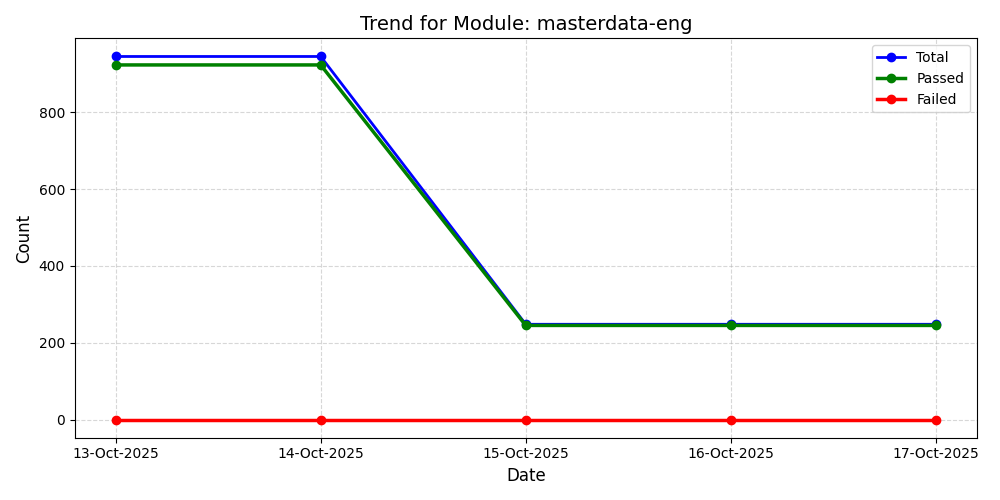 Trend for Module: masterdata-eng
Total
Passed
Failed
Count
800
600
400
200
0
13-Oct-2025 14-Oct-2025 15-Oct-2025 16-Oct-2025 17-Oct-2025
Date